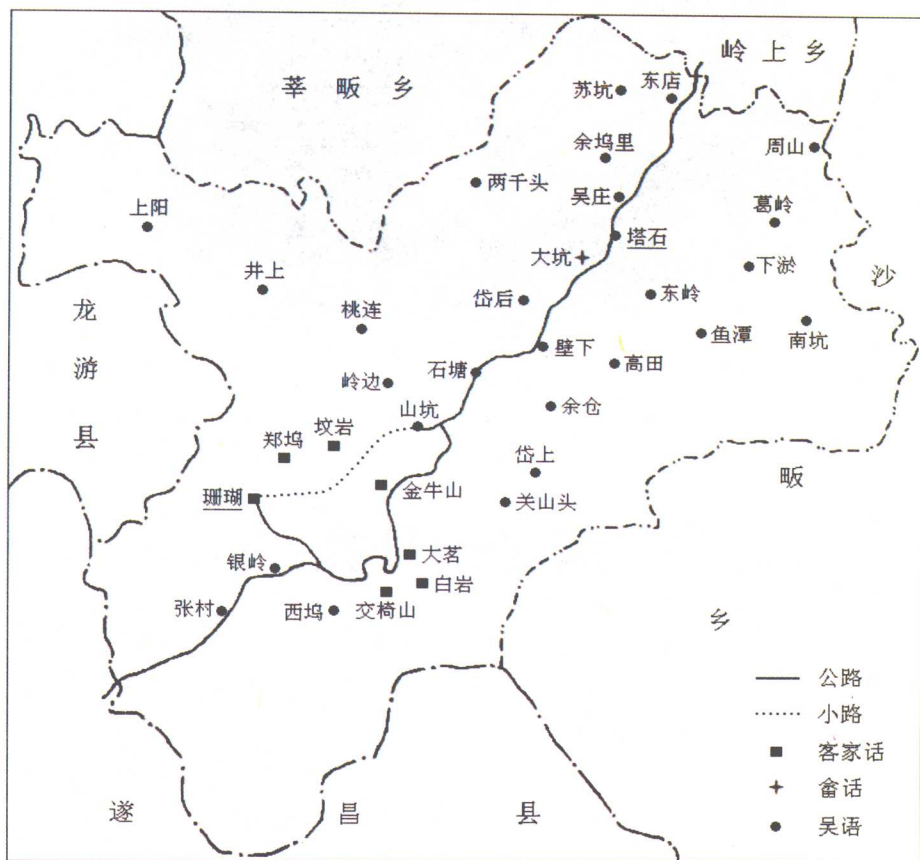 岭上乡
莘畈乡
苏坑
东店
余坞里
周山
两千头
吴庄
葛岭
上阳
塔石
大坑
下淤
沙
井上
岱后
东岭
龙
桃连
鱼潭
南坑
游
壁下
石塘
高田
岭边
县
山坑
余仓
郑坞
坟岩
岱上
畈
珊瑚
金牛山
关山头
大茗
银岭
白岩
张村
西坞
交椅山
乡
公路
小路
客家话
畲话
吴语
遂
昌
县